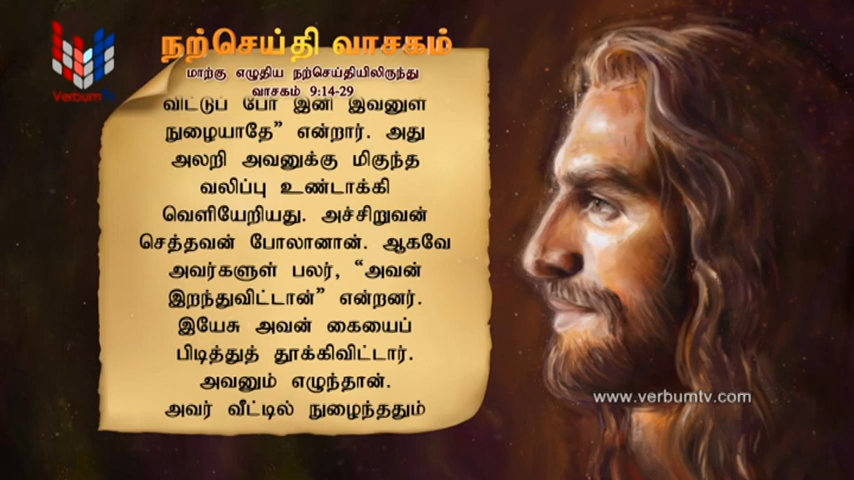 நற்செய்தி வாசகம்
மாற்கு எழுதிய நற்செய்தியிலிருந்து
வாசகம் 9:14-29
விட்டுப் போ இனி இவனுள்
நுழையாதே” என்றார். அது
அலறி அவனுக்கு மிகுந்த
வலிப்பு உண்டாக்கி
வெளியேறியது. அச்சிறுவன்
செத்தவன் போலானான். ஆகவே
அவர்களுள் பலர், “அவன்
இறந்துவிட்டான்” என்றனர்.
இயேசு அவன் கையைப்
பிடித்துத் தூக்கிவிட்டார்.
அவனும் எழுந்தான்.
அவர் வீட்டில் நுழைந்ததும்
Verbum TV
www.verbumtv.com